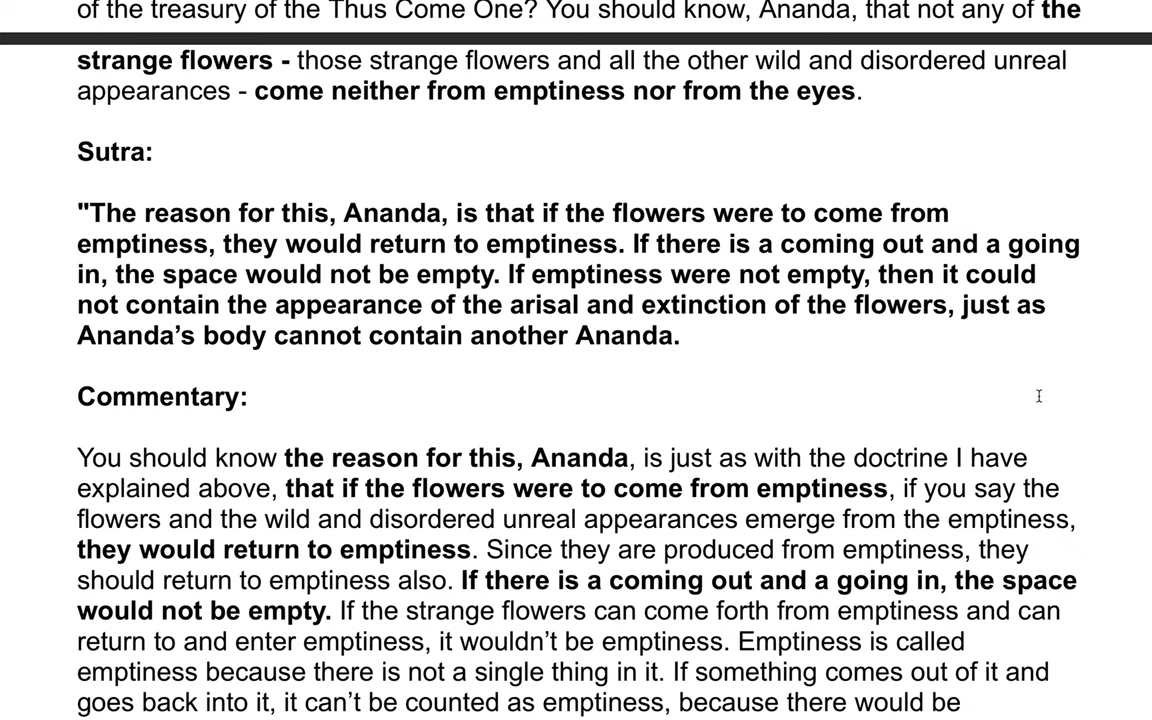 of the treasury of the Thus Come One? You should know, Ananda, that not any of the
strange flowers - those strange flowers and all the other wild and disordered unreal
appearances - come neither from emptiness nor from the eyes.
Sutra:
"The reason for this, Ananda, is that if the flowers were to come from
emptiness, they would return to emptiness. If there is a coming out and a going
in, the space would not be empty. If emptiness were not empty, then it could
not contain the appearance of the arisal and extinction of the flowers, just as
Ananda’s body cannot contain another Ananda.
Commentary:
You should know the reason for this, Ananda, is just as with the doctrine I have
explained above, that if the flowers were to come from emptiness, if you say the
flowers and the wild and disordered unreal appearances emerge from the emptiness,
they would return to emptiness. Since they are produced from emptiness, they
should return to emptiness also. If there is a coming out and a going in, the space
would not be empty. If the strange flowers can come forth from emptiness and can
return to and enter emptiness, it wouldn’t be emptiness. Emptiness is called
emptiness because there is not a single thing in it. If something comes out of it and
goes back into it, it can’t be counted as emptiness, because there would be